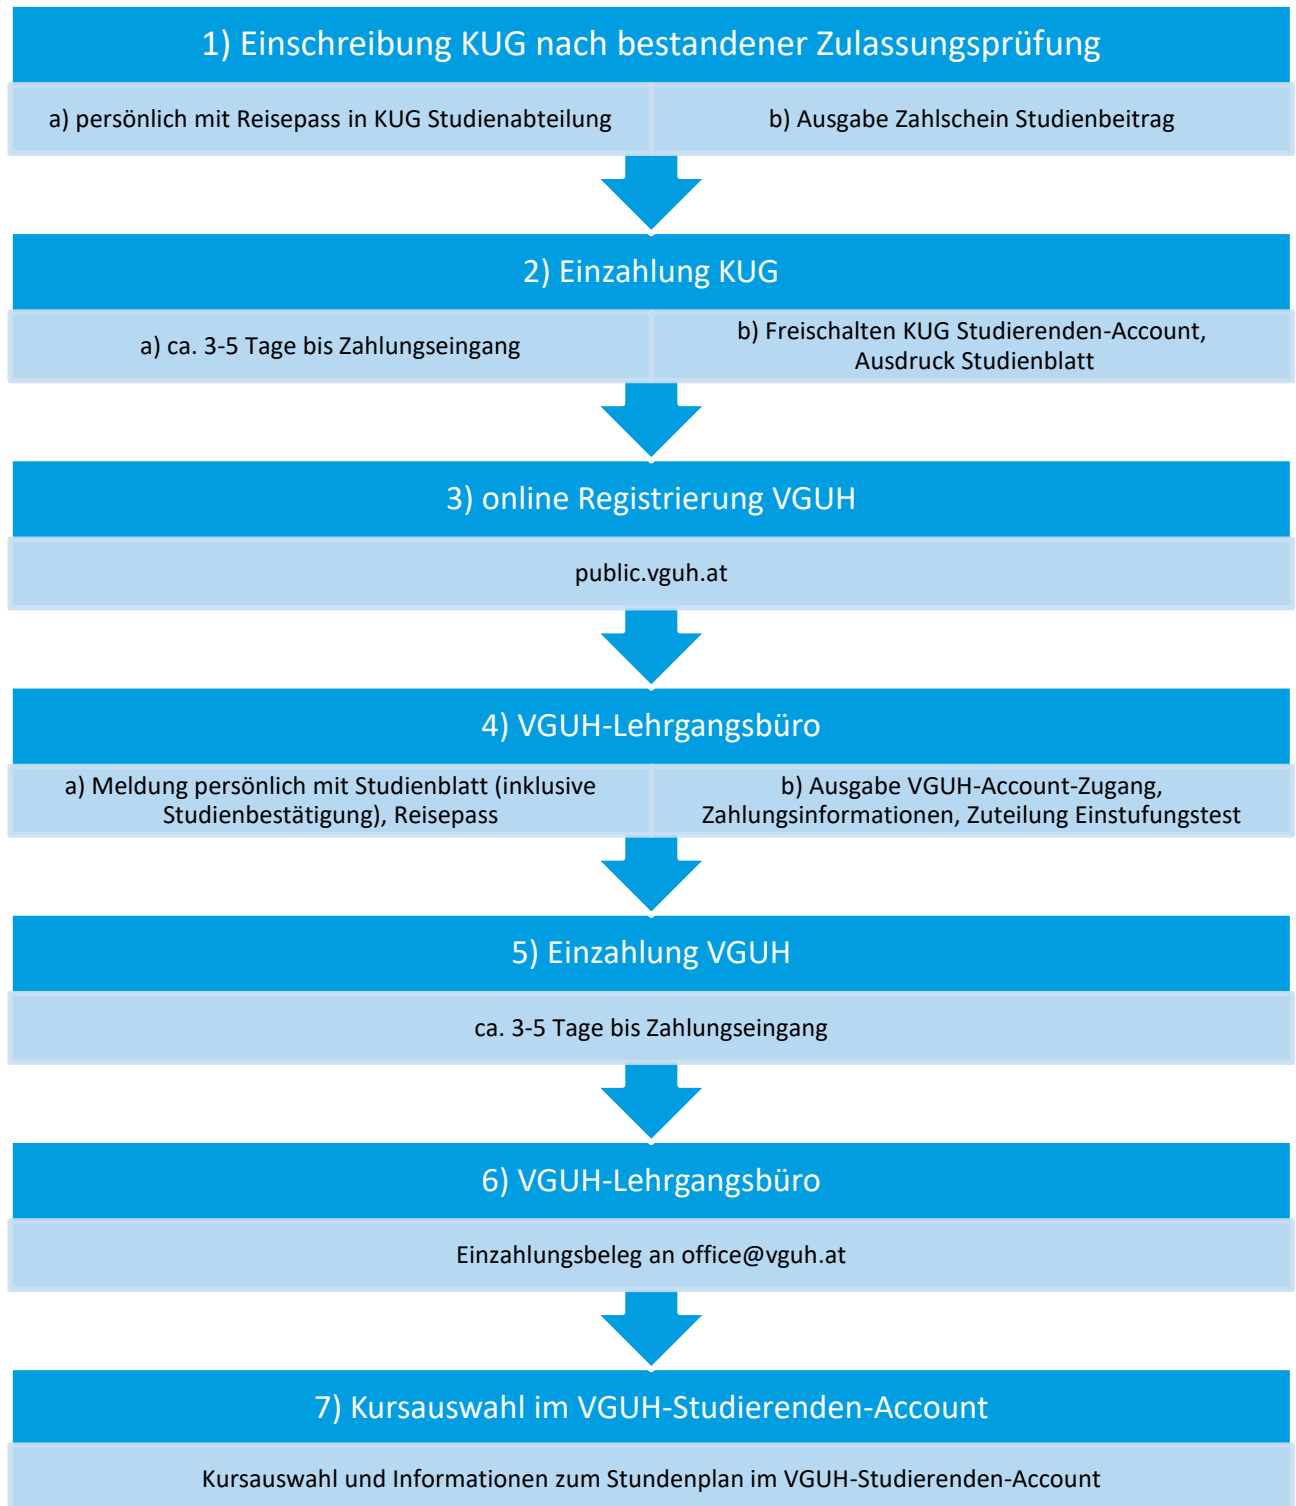 1) Einschreibung KUG nach bestandener Zulassungsprüfung
a) persönlich mit Reisepass in KUG Studienabteilung
b) Ausgabe Zahlschein Studienbeitrag
2) Einzahlung KUG
a) ca. 3-5 Tage bis Zahlungseingang
b) Freischalten KUG Studierenden-Account,
Ausdruck Studienblatt
3) online Registrierung VGUH
public.vguh.at
4) VGUH-Lehrgangsbüro
a) Meldung persönlich mit Studienblatt (inklusive
Studienbestätigung), Reisepass
b) Ausgabe VGUH-Account-Zugang,
Zahlungsinformationen, Zuteilung Einstufungstest
5) Einzahlung VGUH
ca. 3-5 Tage bis Zahlungseingang
6) VGUH-Lehrgangsbüro
Einzahlungsbeleg an office@vguh.at
7) Kursauswahl im VGUH-Studierenden-Account
Kursauswahl und Informationen zum Stundenplan im VGUH-Studierenden-Account